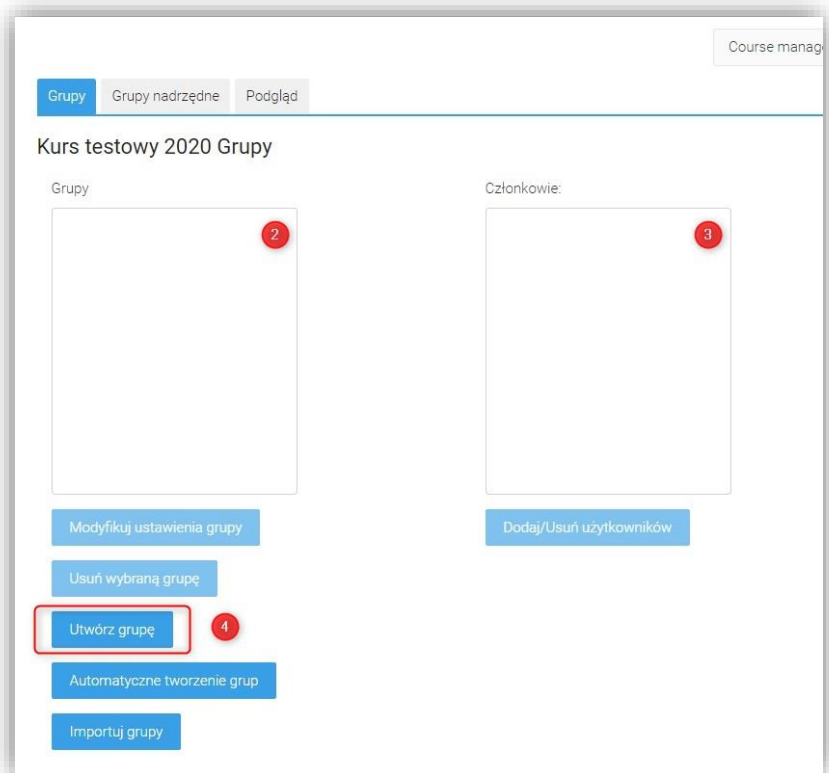 Course manag
Grupy Grupy nadrzędne Podgląd
Kurs testowy 2020 Grupy
Grupy
Członkowie:
2
3
Modyfikuj ustawienia grupy
Dodaj/Usuń użytkowników
Usuń wybraną grupę
Utwórz grupę
4
Automatyczne tworzenie grup
Importuj grupy